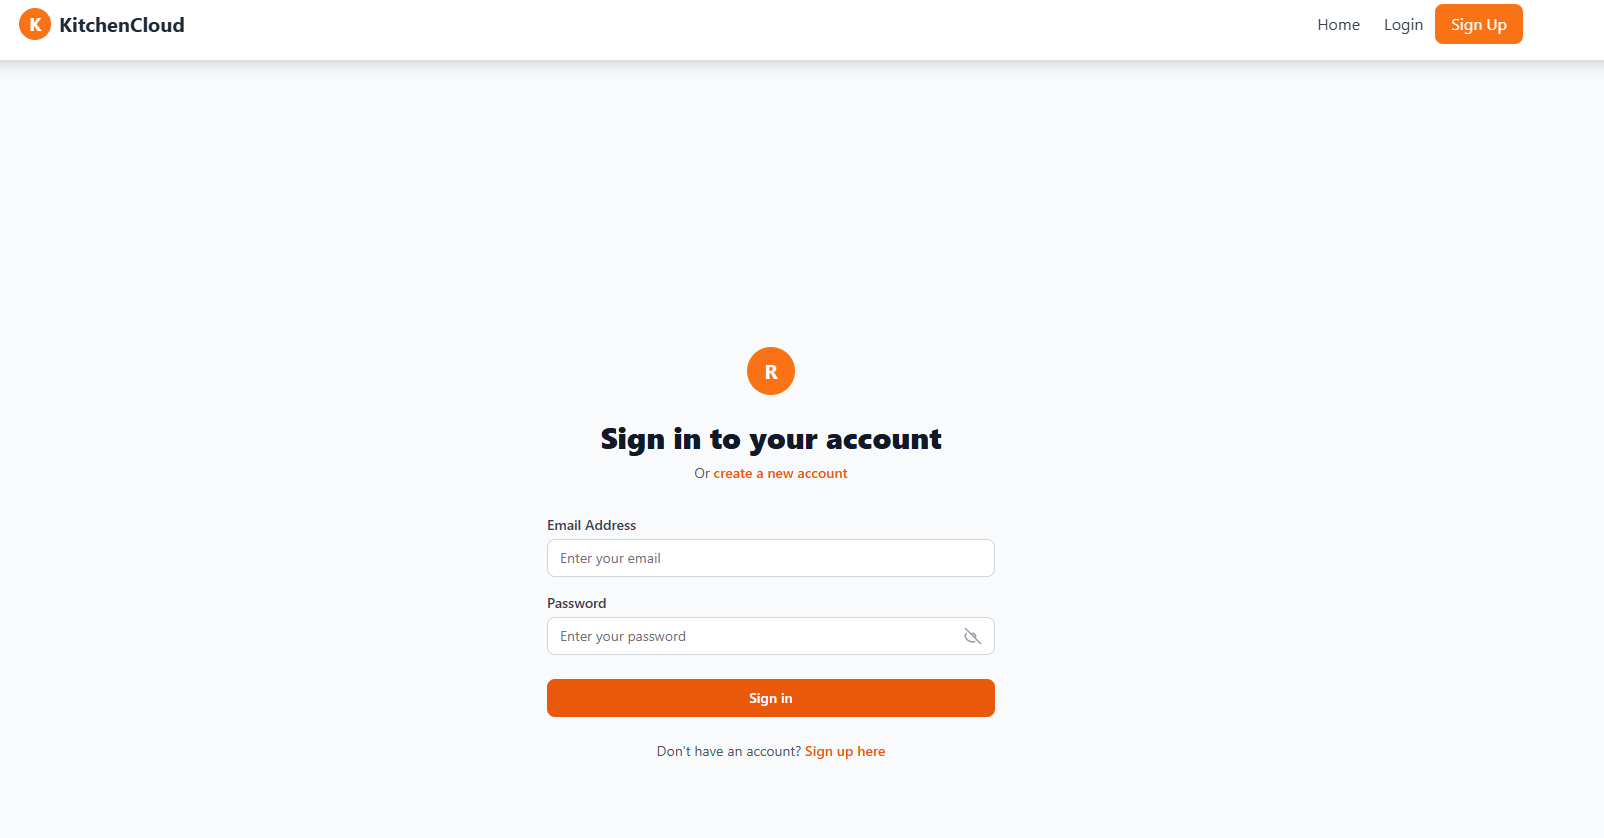 K KitchenCloud Home Login Sign Up
R
Sign in to your account
Or create a new account
Email Address
Enter your email
Password
Enter your password
Sign in
Don't have an account? Sign up here